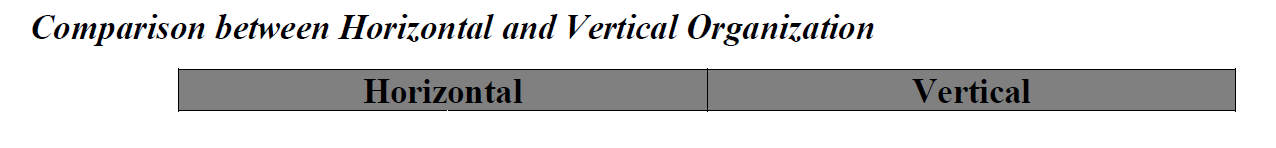 Comparison between Horizontal and Vertical Organization
Horizontal Vertical